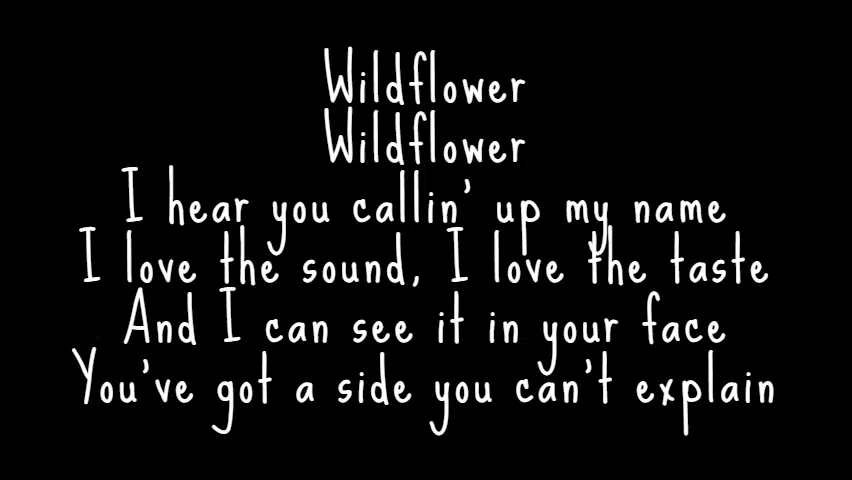 Wildflower
Wildflower
I hear you callin' up my name
I love the sound, I love the taste
And I can see it in your face
You've got a side you can't explain